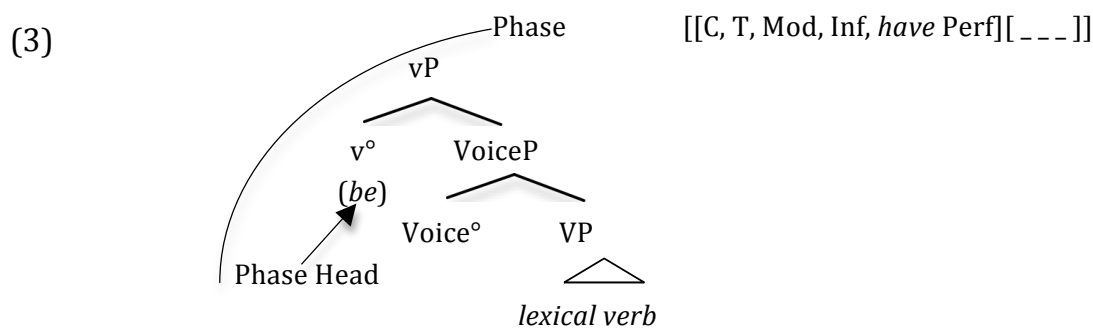 (3)
Phase
[[C, T, Mod, Inf, have Perf][ _ _ _ ]]
vP
v° VoiceP
(be)
Voice° VP
Phase Head
lexical verb